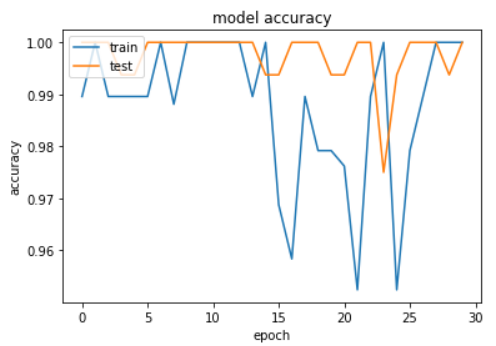 model accuracy
1.00
0.99
0.98
0.97
0.96
accuracy
train
test
0 5 10 15 20 25 30
epoch